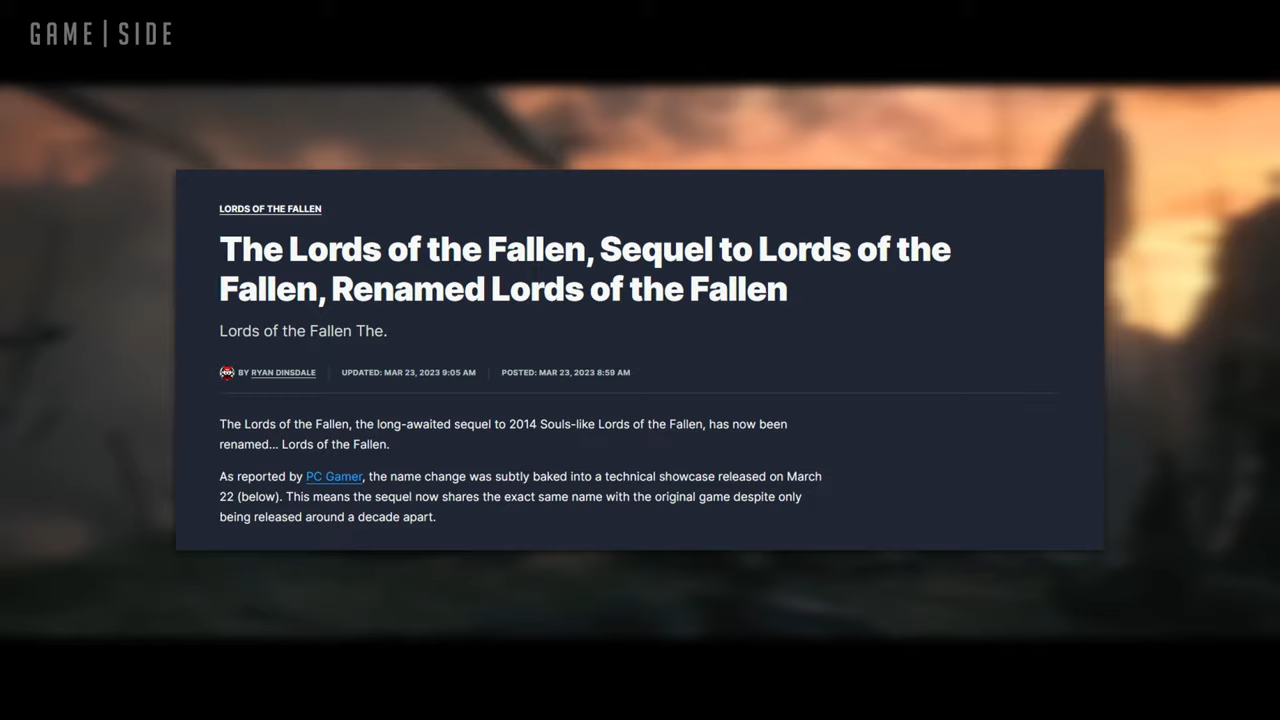 GAME | SIDE
LORDS OF THE FALLEN
The Lords of the Fallen, Sequel to Lords of the
Fallen, Renamed Lords of the Fallen
Lords of the Fallen The.
BY RYAN DINSDALE UPDATED: MAR 23, 2023 9:05 AM POSTED: MAR 23, 2023 8:59 AM
The Lords of the Fallen, the long-awaited sequel to 2014 Souls-like Lords of the Fallen, has now been
renamed... Lords of the Fallen.
As reported by PC Gamer, the name change was subtly baked into a technical showcase released on March
22 (below). This means the sequel now shares the exact same name with the original game despite only
being released around a decade apart.